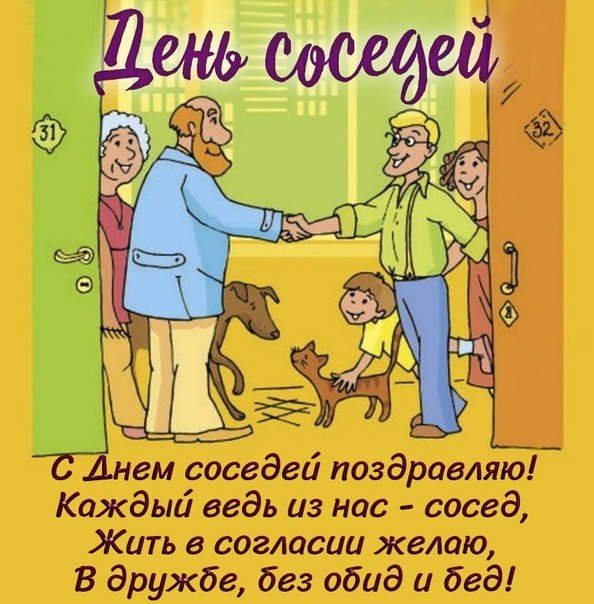 День соседей
31
32
С Днем соседей поздравляю!
Каждый ведь из нас - сосед,
Жить в согласии желаю,
В дружбе, без обид и бед!